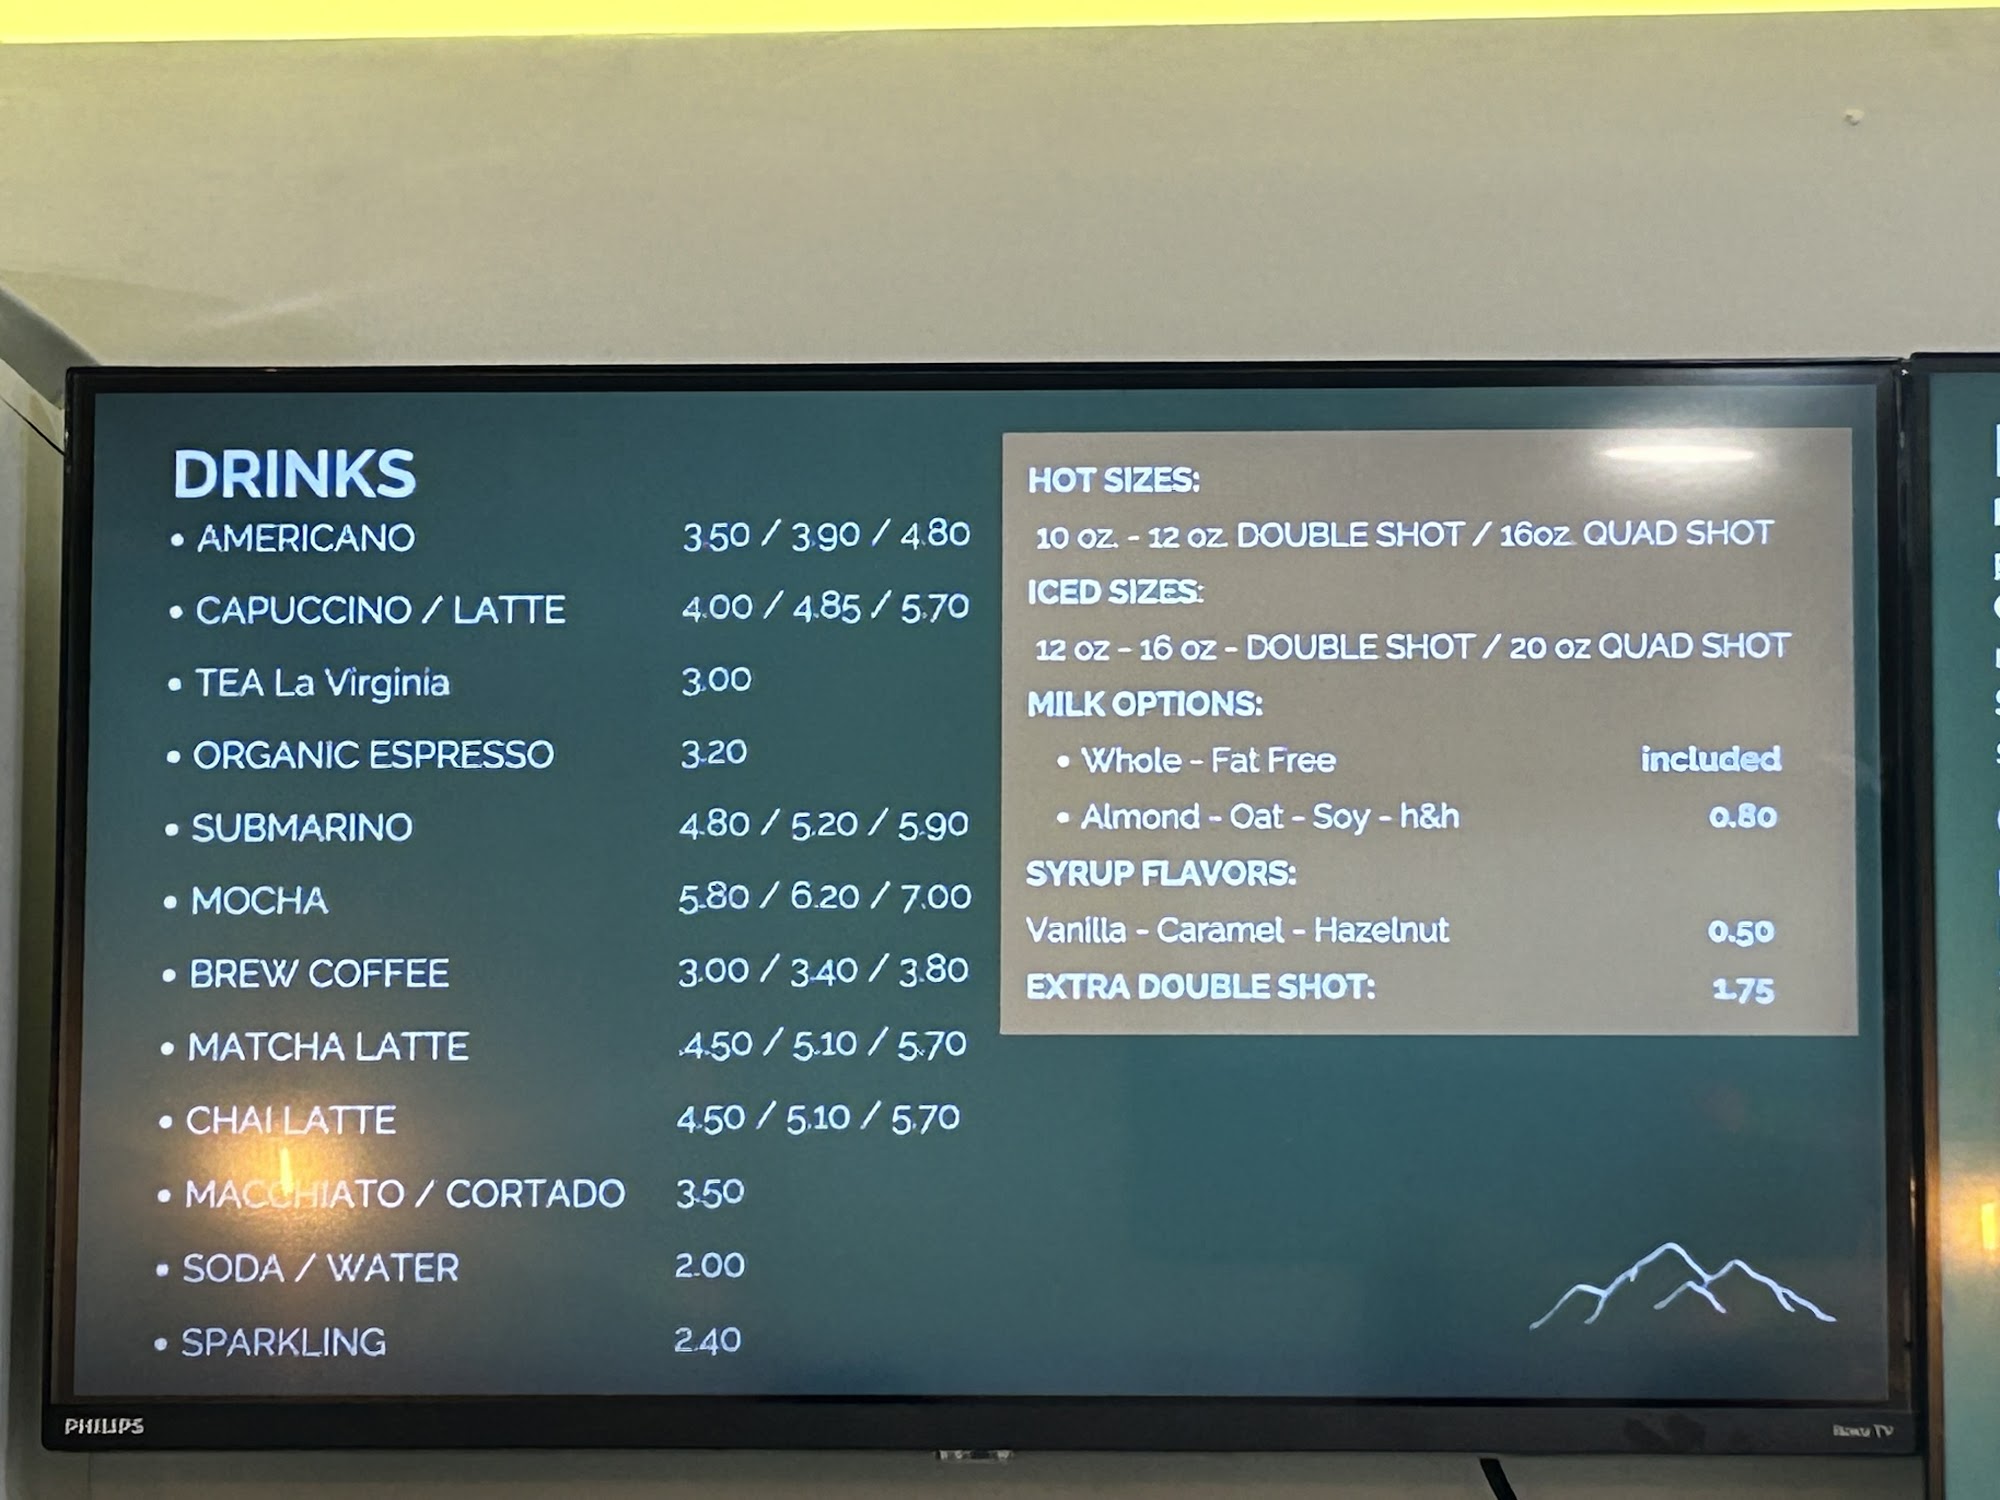 DRINKS
• AMERICANO 3.50 / 3.90 / 4.80
• CAPUCCINO / LATTE 4.00 / 4.85 / 5.70
• TEA La Virginia 3.00
• ORGANIC ESPRESSO 3.20
• SUBMARINO 4.80 / 5.20 / 5.90
• MOCHA 5.80 / 6.20 / 7.00
• BREW COFFEE 3.00 / 3.40 / 3.80
• MATCHA LATTE 4.50 / 5.10 / 5.70
• CHAI LATTE 4.50 / 5.10 / 5.70
• MACCHIATO / CORTADO 3.50
• SODA / WATER 2.00
• SPARKLING 2.40
HOT SIZES:
10 oz. - 12 oz. DOUBLE SHOT / 16oz. QUAD SHOT
ICED SIZES:
12 oz - 16 oz - DOUBLE SHOT / 20 oz QUAD SHOT
MILK OPTIONS:
• Whole - Fat Free included
• Almond - Oat - Soy - h&h 0.80
SYRUP FLAVORS:
Vanilla - Caramel - Hazelnut 0.50
EXTRA DOUBLE SHOT: 1.75
PHILIPS
Roku TV